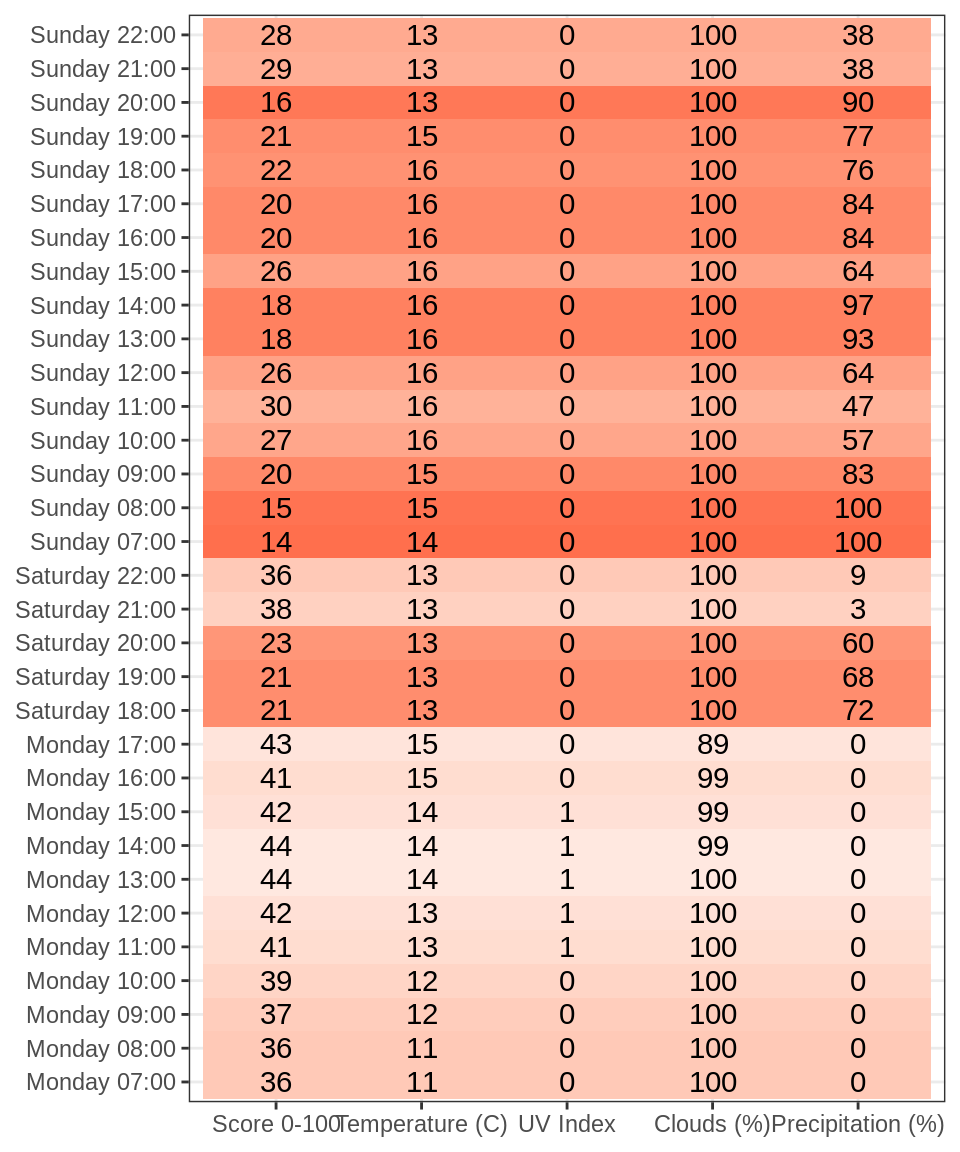 Sunday 22:00 28 13 0 100 38
Sunday 21:00 29 13 0 100 38
Sunday 20:00 16 13 0 100 90
Sunday 19:00 21 15 0 100 77
Sunday 18:00 22 16 0 100 76
Sunday 17:00 20 16 0 100 84
Sunday 16:00 20 16 0 100 84
Sunday 15:00 26 16 0 100 64
Sunday 14:00 18 16 0 100 97
Sunday 13:00 18 16 0 100 93
Sunday 12:00 26 16 0 100 64
Sunday 11:00 30 16 0 100 47
Sunday 10:00 27 16 0 100 57
Sunday 09:00 20 15 0 100 83
Sunday 08:00 15 15 0 100 100
Sunday 07:00 14 14 0 100 100
Saturday 22:00 36 13 0 100 9
Saturday 21:00 38 13 0 100 3
Saturday 20:00 23 13 0 100 60
Saturday 19:00 21 13 0 100 68
Saturday 18:00 21 13 0 100 72
Monday 17:00 43 15 0 89 0
Monday 16:00 41 15 0 99 0
Monday 15:00 42 14 1 99 0
Monday 14:00 44 14 1 99 0
Monday 13:00 44 14 1 100 0
Monday 12:00 42 13 1 100 0
Monday 11:00 41 13 1 100 0
Monday 10:00 39 12 0 100 0
Monday 09:00 37 12 0 100 0
Monday 08:00 36 11 0 100 0
Monday 07:00 36 11 0 100 0
Score 0-100 Temperature (C) UV Index Clouds (%) Precipitation (%)